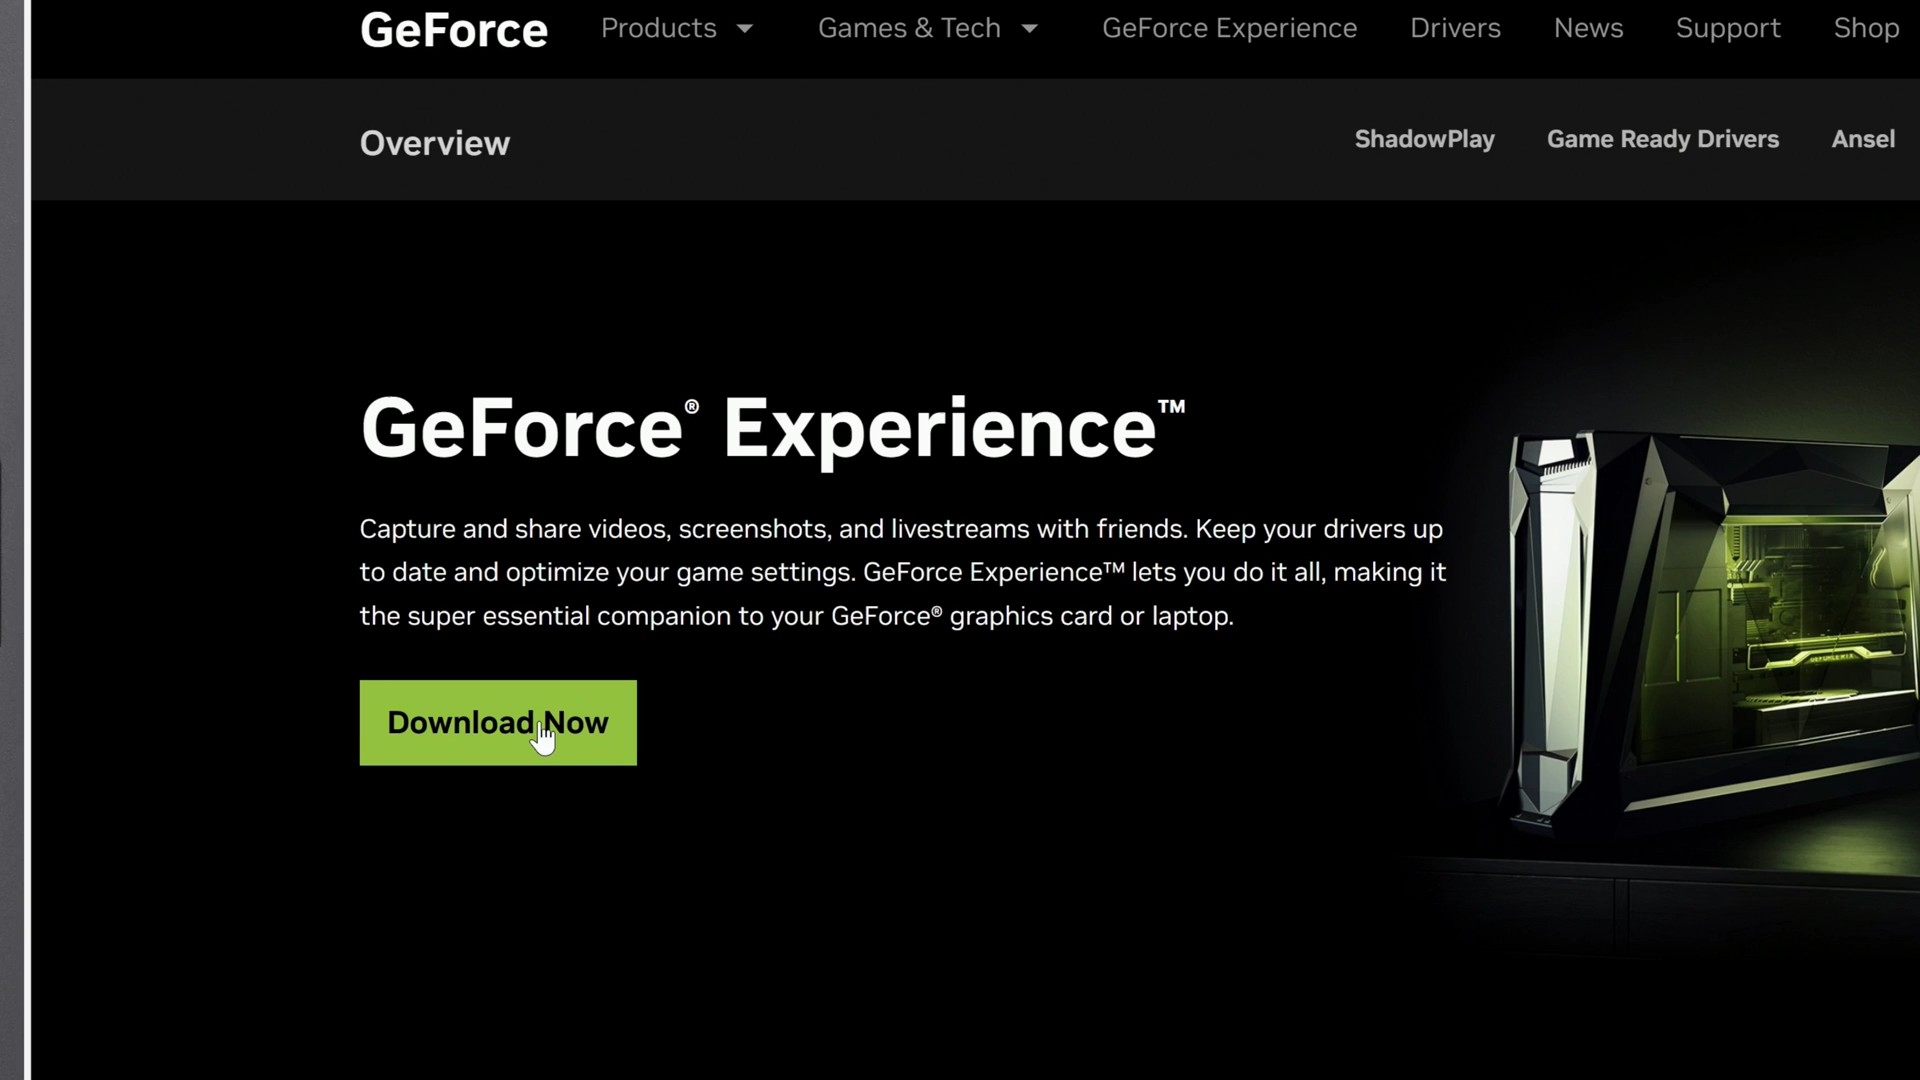 GeForce Products Games & Tech GeForce Experience Drivers News Support Shop
Overview ShadowPlay Game Ready Drivers Ansel
GeForce® Experience™
Capture and share videos, screenshots, and livestreams with friends. Keep your drivers up
to date and optimize your game settings. GeForce Experience™ lets you do it all, making it
the super essential companion to your GeForce® graphics card or laptop.
Download Now
GEFORCE RTX